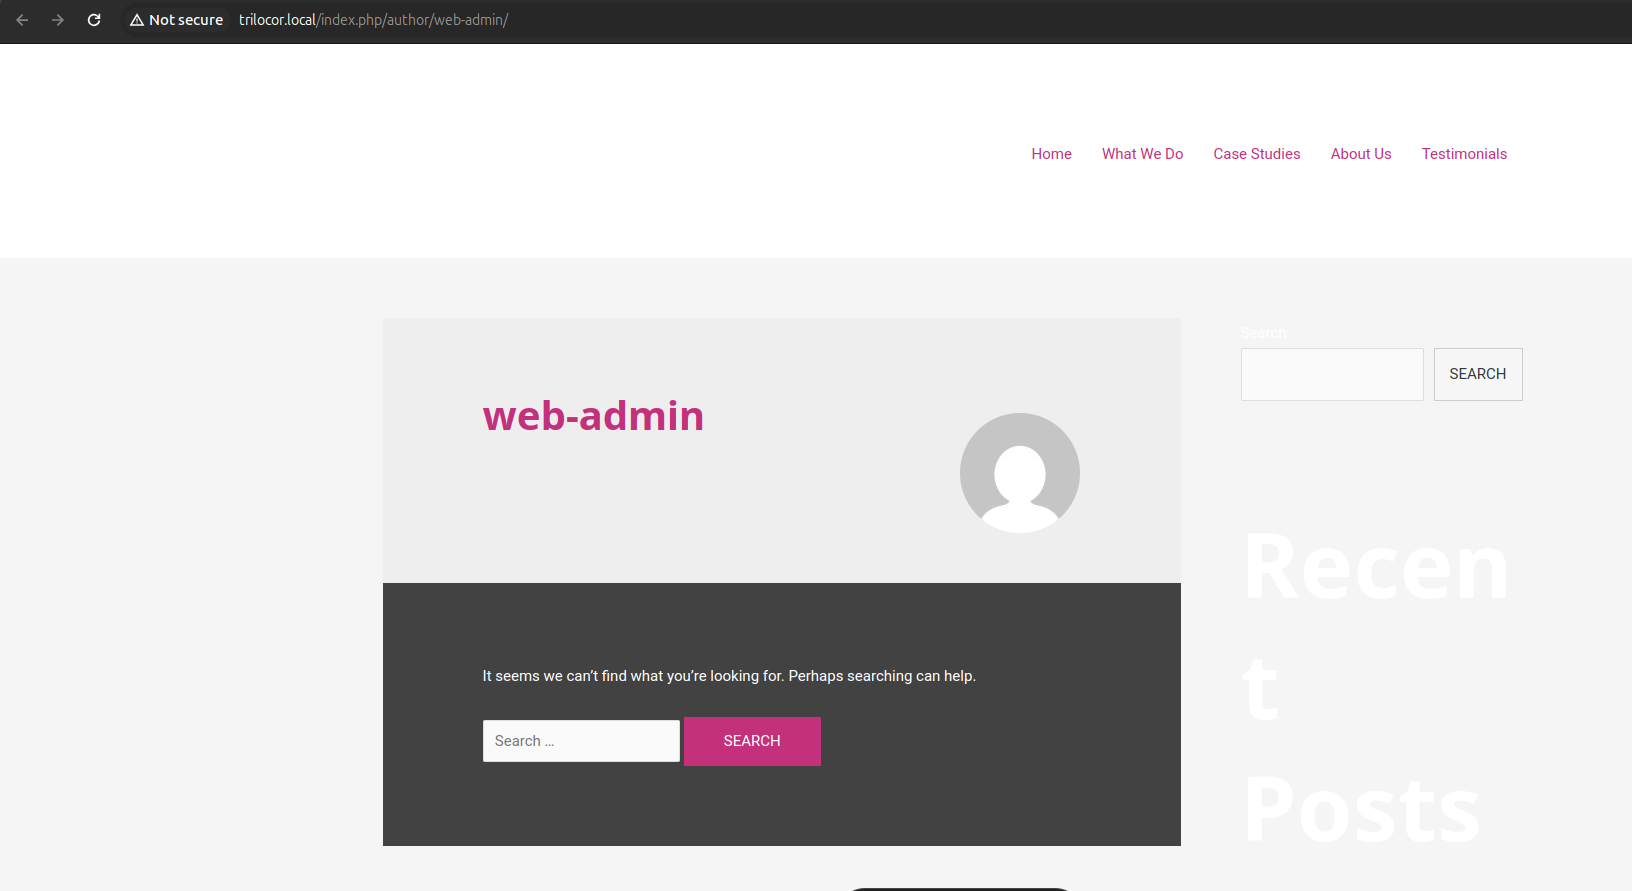 Not secure trilocor.local/index.php/author/web-admin/
Home What We Do Case Studies About Us Testimonials
Search
SEARCH
web-admin
Recen
t
Posts
It seems we can’t find what you’re looking for. Perhaps searching can help.
Search ... SEARCH